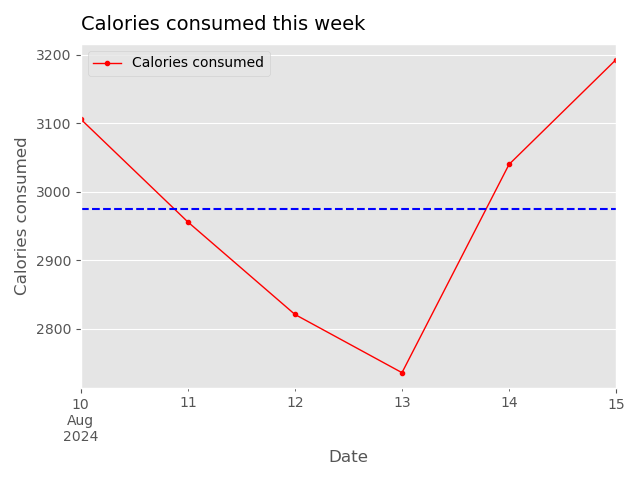 Calories consumed this week
Calories consumed
3200
3100
3000
2900
2800
Calories consumed
10
Aug
2024
11
12
13
14
15
Date